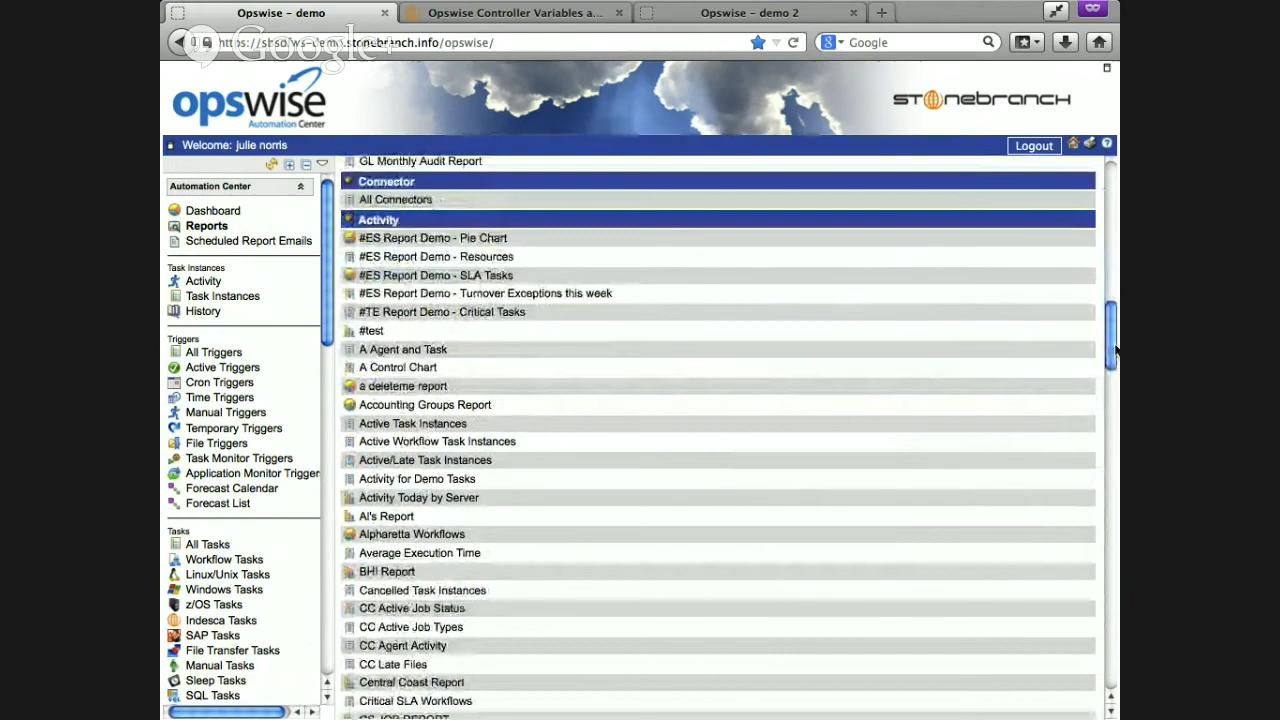 Opswise – demo
Opswise Controller Variables a...
Opswise – demo 2
.stonebranch.info/opswise/
Google+
Google
opswise
Automation Center
STONEBRANCH
Welcome: julie norris
Logout
Automation Center
Dashboard
Reports
Scheduled Report Emails
Task Instances
Activity
Task Instances
History
Triggers
All Triggers
Active Triggers
Cron Triggers
Time Triggers
Manual Triggers
Temporary Triggers
File Triggers
Task Monitor Triggers
Application Monitor Trigger
Forecast Calendar
Forecast List
Tasks
All Tasks
Workflow Tasks
Linux/Unix Tasks
Windows Tasks
z/OS Tasks
Indesca Tasks
SAP Tasks
File Transfer Tasks
Manual Tasks
Sleep Tasks
SQL Tasks
GL Monthly Audit Report
Connector
All Connectors
Activity
#ES Report Demo - Pie Chart
#ES Report Demo - Resources
#ES Report Demo - SLA Tasks
#ES Report Demo - Turnover Exceptions this week
#TE Report Demo - Critical Tasks
#test
A Agent and Task
A Control Chart
a deleteme report
Accounting Groups Report
Active Task Instances
Active Workflow Task Instances
Active/Late Task Instances
Activity for Demo Tasks
Activity Today by Server
Al's Report
Alpharetta Workflows
Average Execution Time
BHI Report
Cancelled Task Instances
CC Active Job Status
CC Active Job Types
CC Agent Activity
CC Late Files
Central Coast Report
Critical SLA Workflows